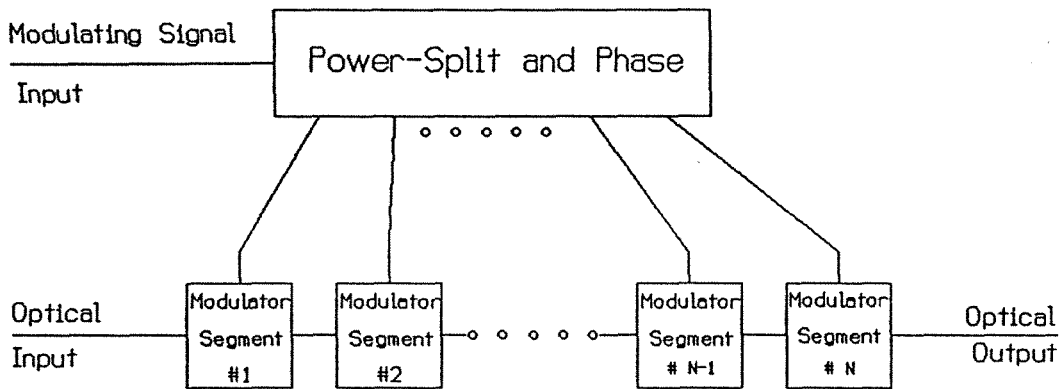 Modulating Signal
Input
Power-Split and Phase
Optical
Input
Modulator
Segment
#1
Modulator
Segment
#2
Modulator
Segment
# N-1
Modulator
Segment
# N
Optical
Output